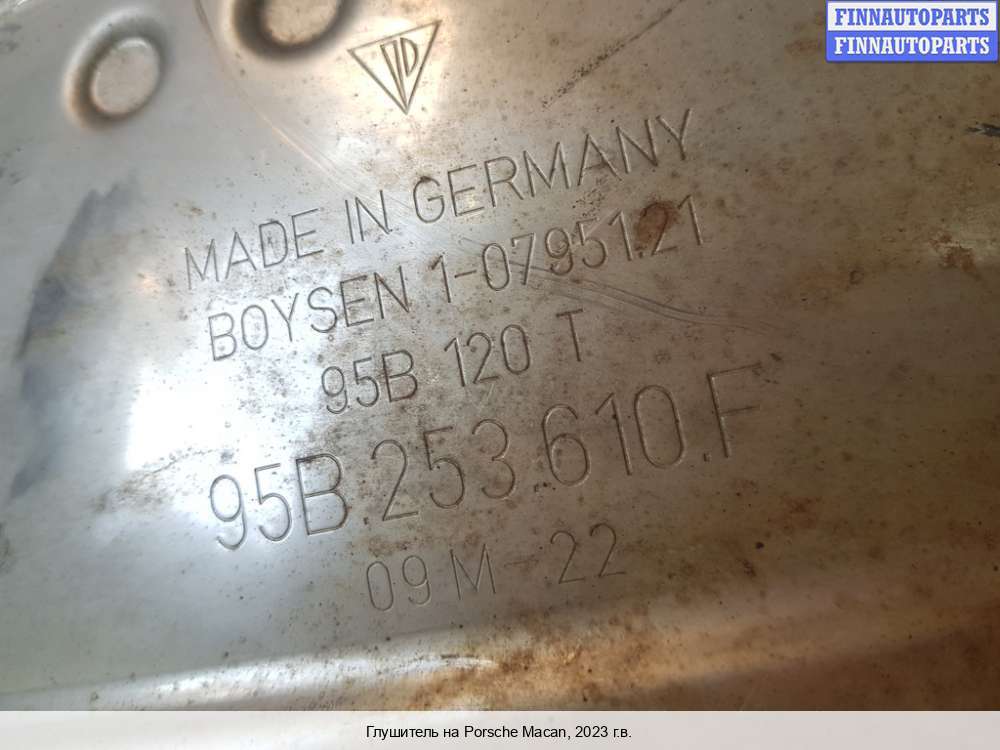 FINNAUTOPARTS
FINNAUTOPARTS
MADE IN GERMANY
BOYSEN 1-07951.21
95B 120 T
95B.253.610.F
09 M - 22
Глушитель на Porsche Macan, 2023 г.в.